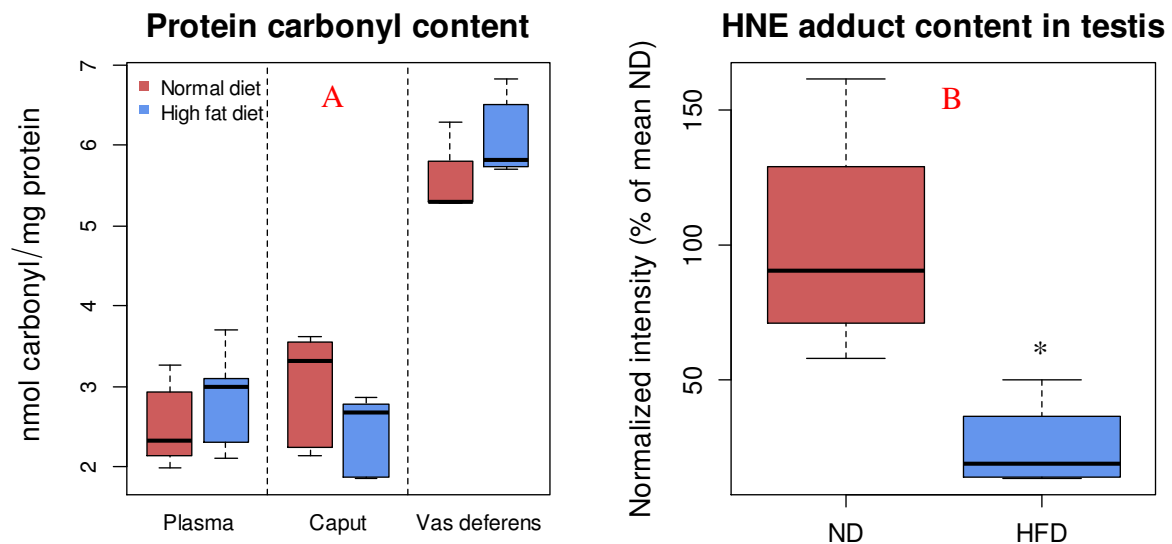 Protein carbonyl content
nmol carbonyl/mg protein
7
6
5
4
3
2
Normal diet
High fat diet
A
Plasma
Caput
Vas deferens
HNE adduct content in testis
Normalized intensity (% of mean ND)
150
100
50
B
*
ND
HFD